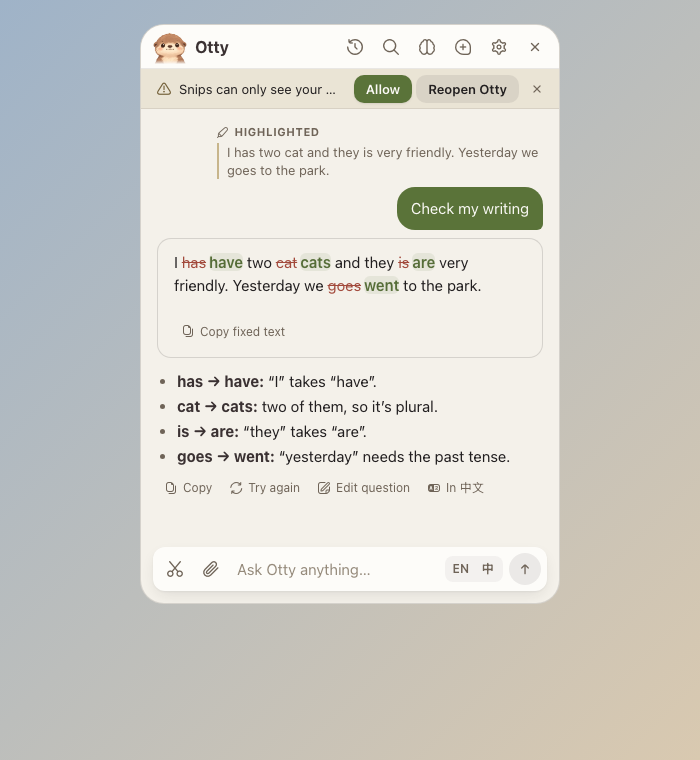 Otty
Snips can only see your ...
Allow
Reopen Otty
HIGHLIGHTED
I has two cat and they is very friendly. Yesterday we
goes to the park.
Check my writing
I has have two cat cats and they is are very
friendly. Yesterday we goes went to the park.
Copy fixed text
has → have: “I” takes “have”.
cat → cats: two of them, so it’s plural.
is → are: “they” takes “are”.
goes → went: “yesterday” needs the past tense.
Copy
Try again
Edit question
In 中文
Ask Otty anything...
EN 中